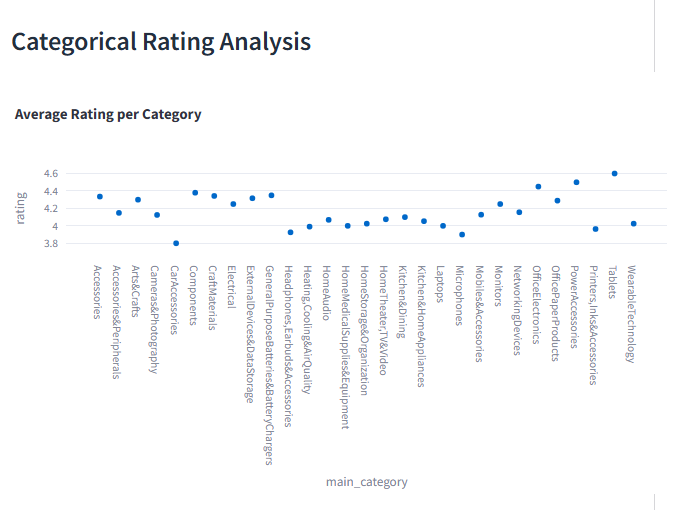 Categorical Rating Analysis
Average Rating per Category
rating
4.6
4.4
4.2
4
3.8
Accessories
Accessories&Peripherals
Arts&Crafts
Cameras&Photography
CarAccessories
Components
CraftMaterials
Electrical
ExternalDevices&DataStorage
GeneralPurposeBatteries&BatteryChargers
Headphones,Earbuds&Accessories
Heating,Cooling&AirQuality
HomeAudio
HomeMedicalSupplies&Equipment
HomeStorage&Organization
HomeTheater,TV&Video
Kitchen&Dining
Kitchen&HomeAppliances
Laptops
Microphones
Mobiles&Accessories
Monitors
NetworkingDevices
OfficeElectronics
OfficePaperProducts
PowerAccessories
Printers,Inks&Accessories
Tablets
WearableTechnology
main_category